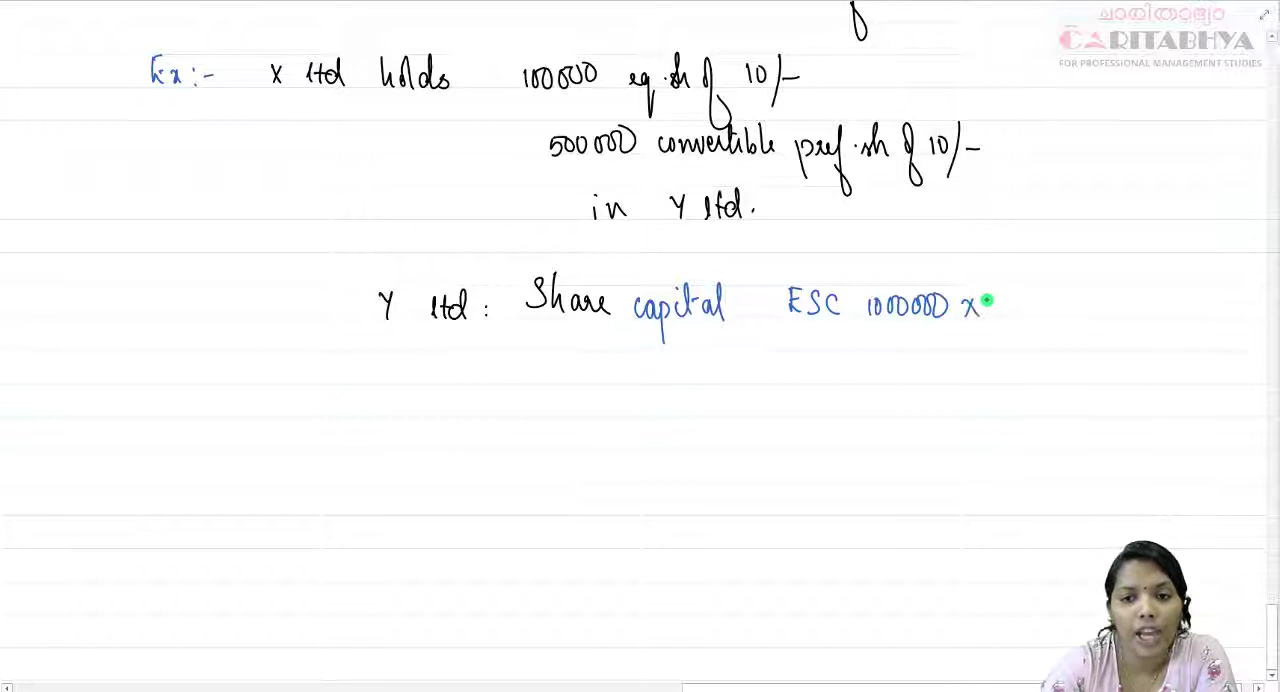 ചാരിതാഭ്യാ
CARITABHYA
FOR PROFESSIONAL MANAGEMENT STUDIES
Ex:- X ltd holds 100000 eq.sh of 10/-
500000 convertible pref.sh of 10/-
in Y ltd.
Y ltd: Share capital ESC 1000000 x